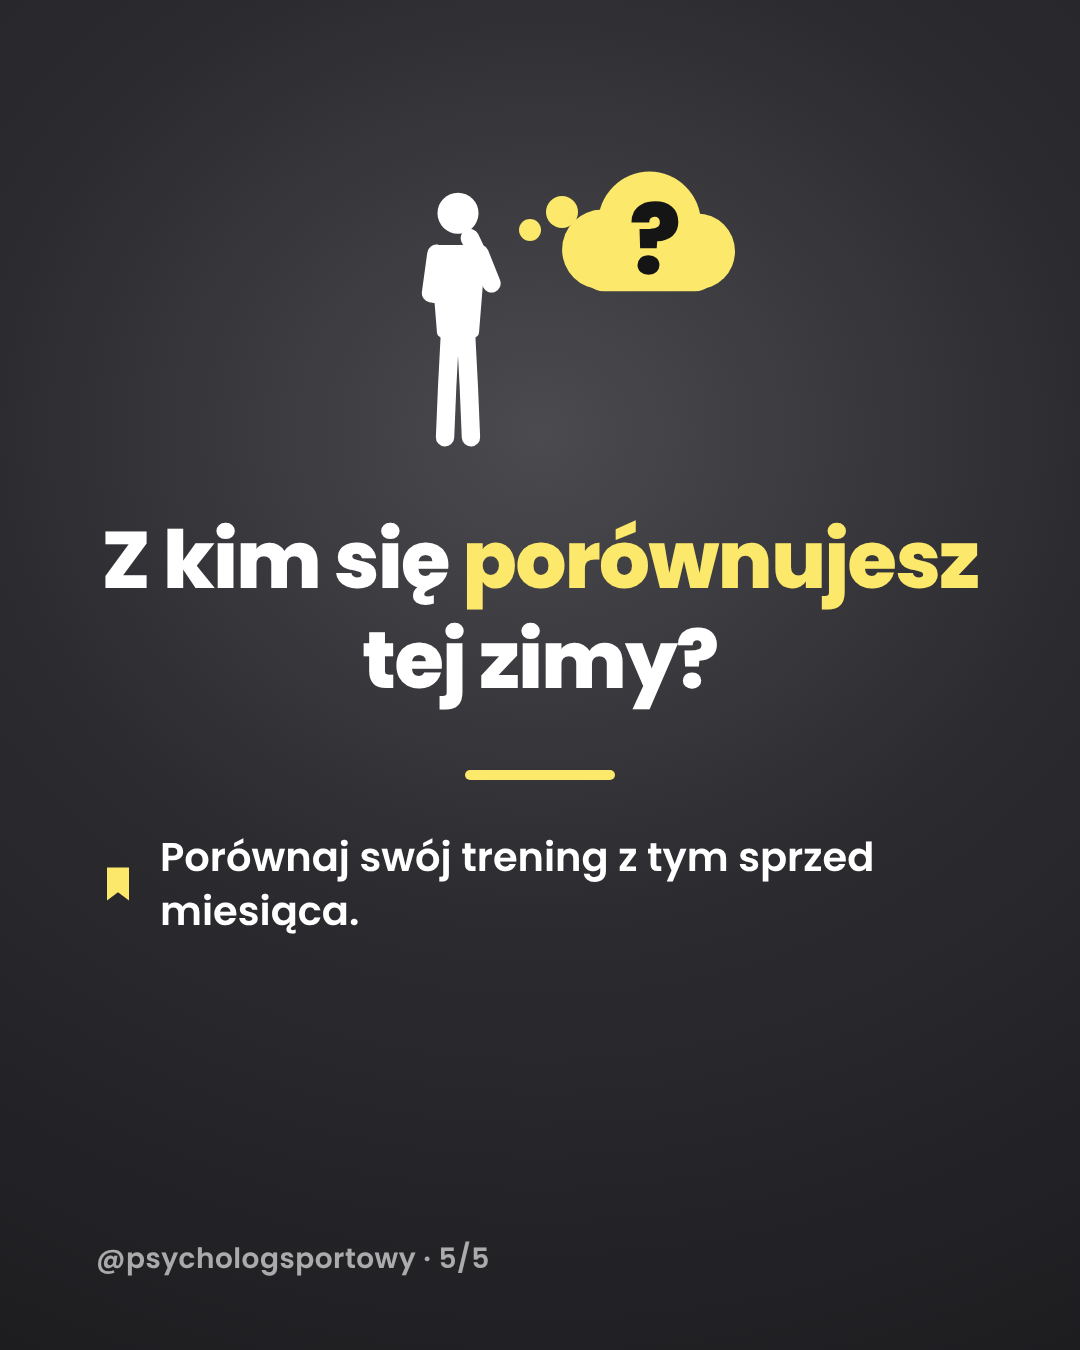 ?
Z kim się porównujesz
tej zimy?
Porównaj swój trening z tym sprzed
miesiąca.
@psychologsportowy · 5/5